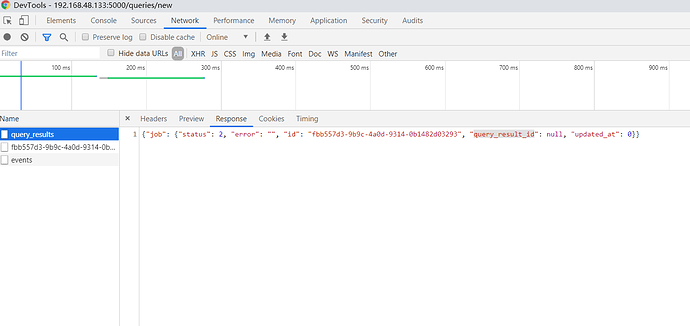 DevTools - 192.168.48.133:5000/queries/new
Elements Console Sources Network Performance Memory Application Security Audits
Preserve log Disable cache Online
Filter Hide data URLs All XHR JS CSS Img Media Font Doc WS Manifest Other
100 ms 200 ms 300 ms 400 ms 500 ms 600 ms 700 ms 800 ms 900 ms
Name × Headers Preview Response Cookies Timing
query_results 1 {"job": {"status": 2, "error": "", "id": "fbb557d3-9b9c-4a0d-9314-0b1482d03293", "query_result_id": null, "updated_at": 0}}
fbb557d3-9b9c-4a0d-9314-0b...
events